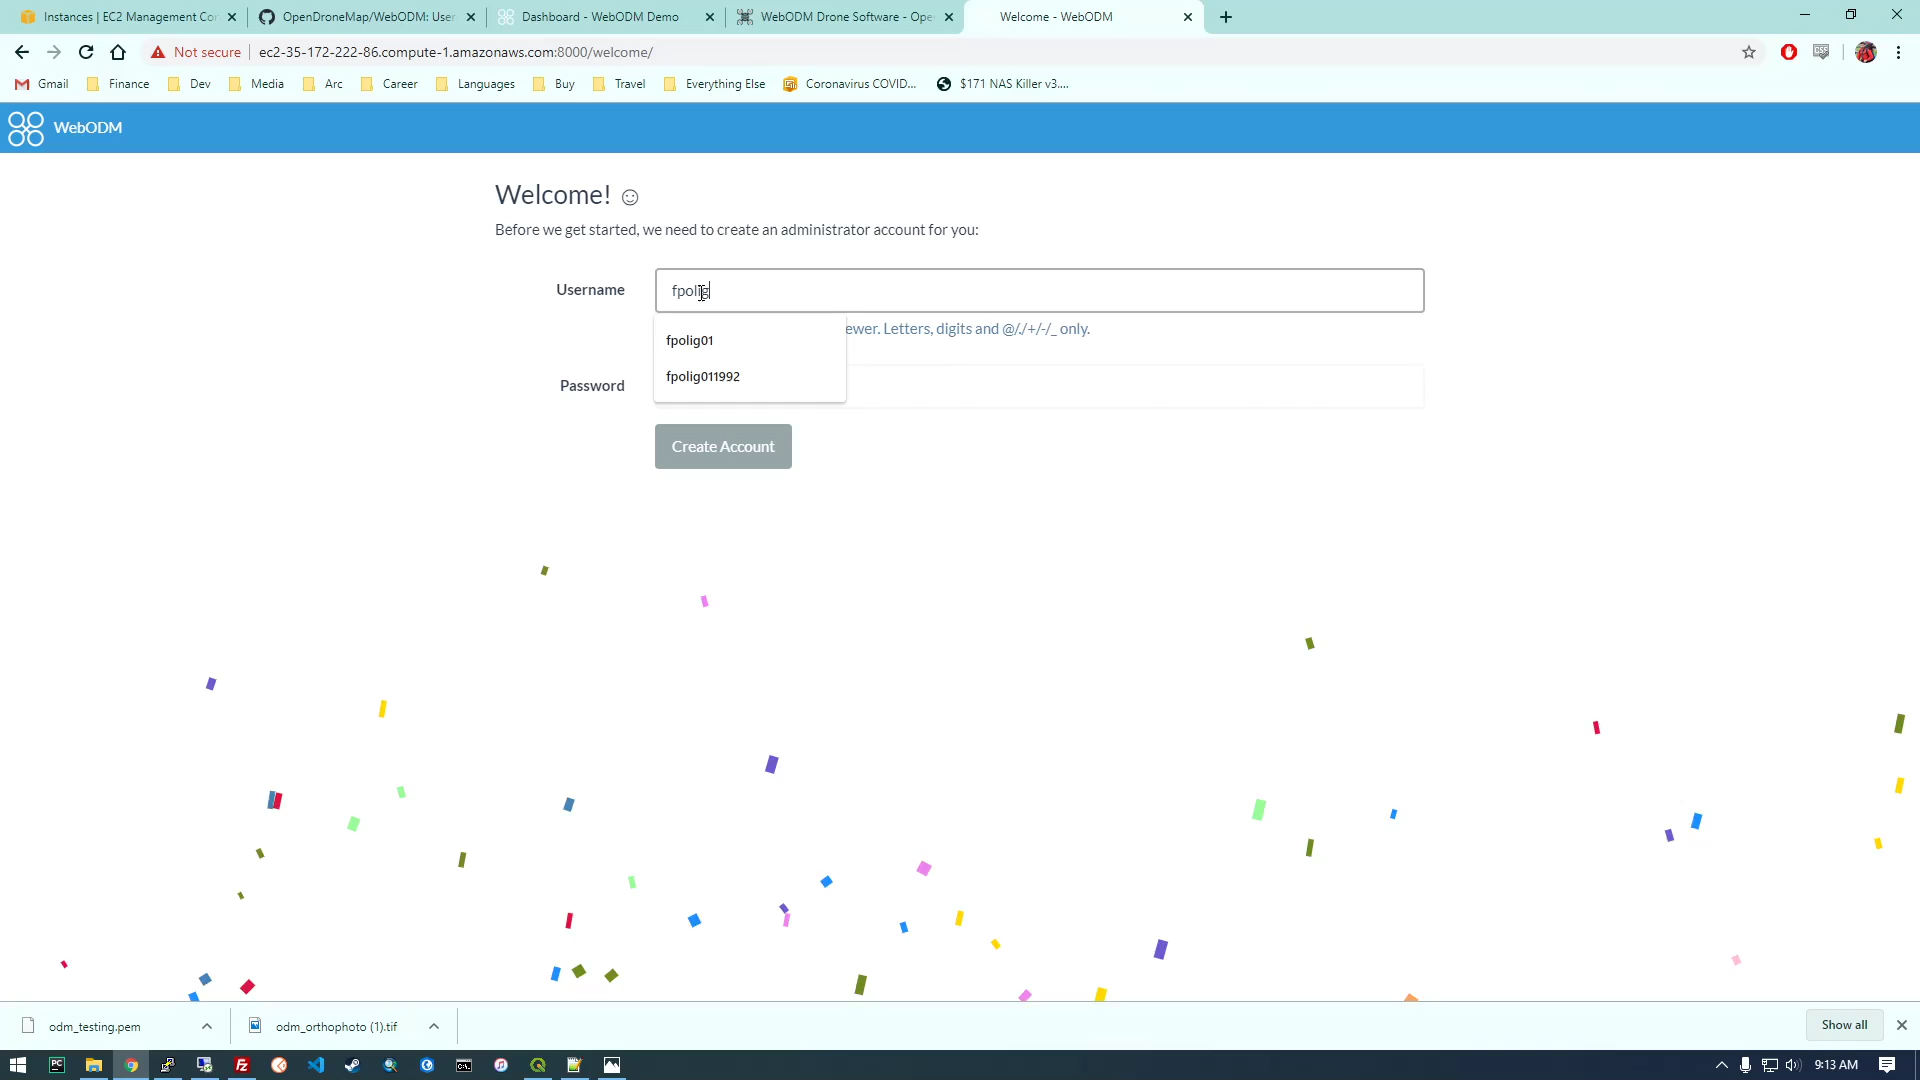 Instances | EC2 Management Co
OpenDroneMap/WebODM: User
Dashboard - WebODM Demo
WebODM Drone Software - Ope
Welcome - WebODM
Not secure
ec2-35-172-222-86.compute-1.amazonaws.com:8000/welcome/
Gmail
Finance
Dev
Media
Arc
Career
Languages
Buy
Travel
Everything Else
Coronavirus COVID...
$171 NAS Killer v3....
WebODM
Welcome!
Before we get started, we need to create an administrator account for you:
Username
fpolig
ewer. Letters, digits and @/./+/-/_ only.
fpolig01
fpolig011992
Password
Create Account
odm_testing.pem
odm_orthophoto (1).tif
Show all
9:13 AM